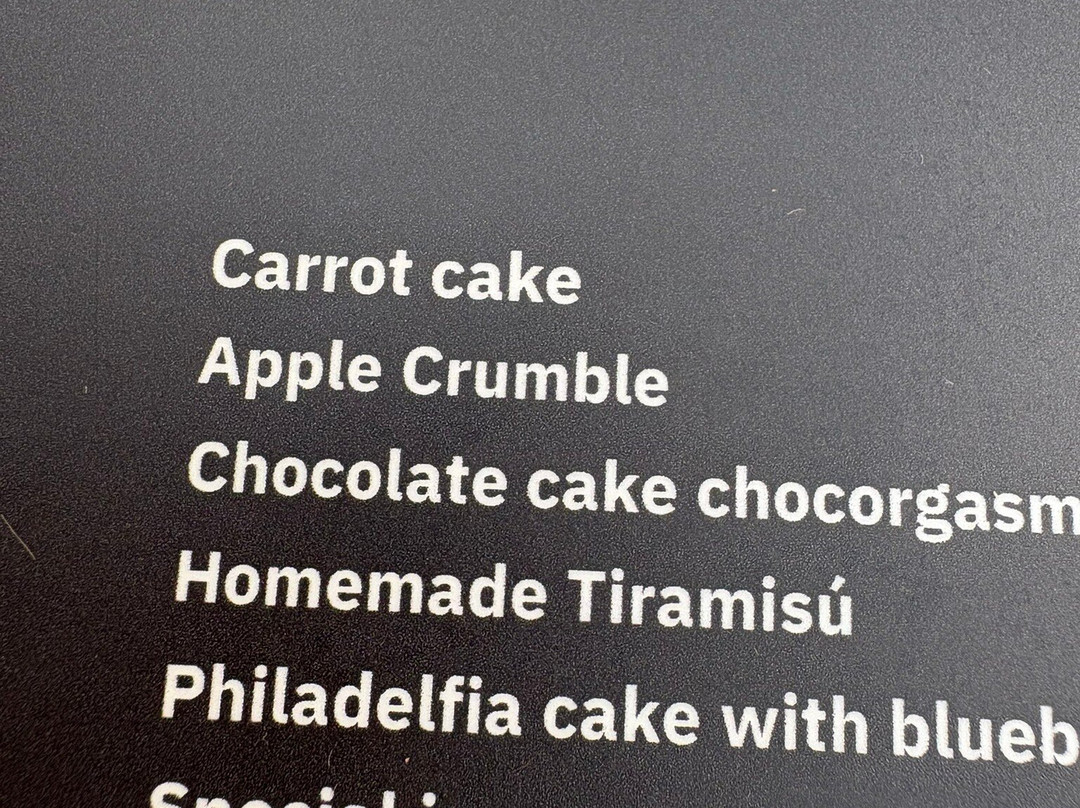 Carrot cake
Apple Crumble
Chocolate cake chocorgasm
Homemade Tiramisú
Philadelfia cake with blueb